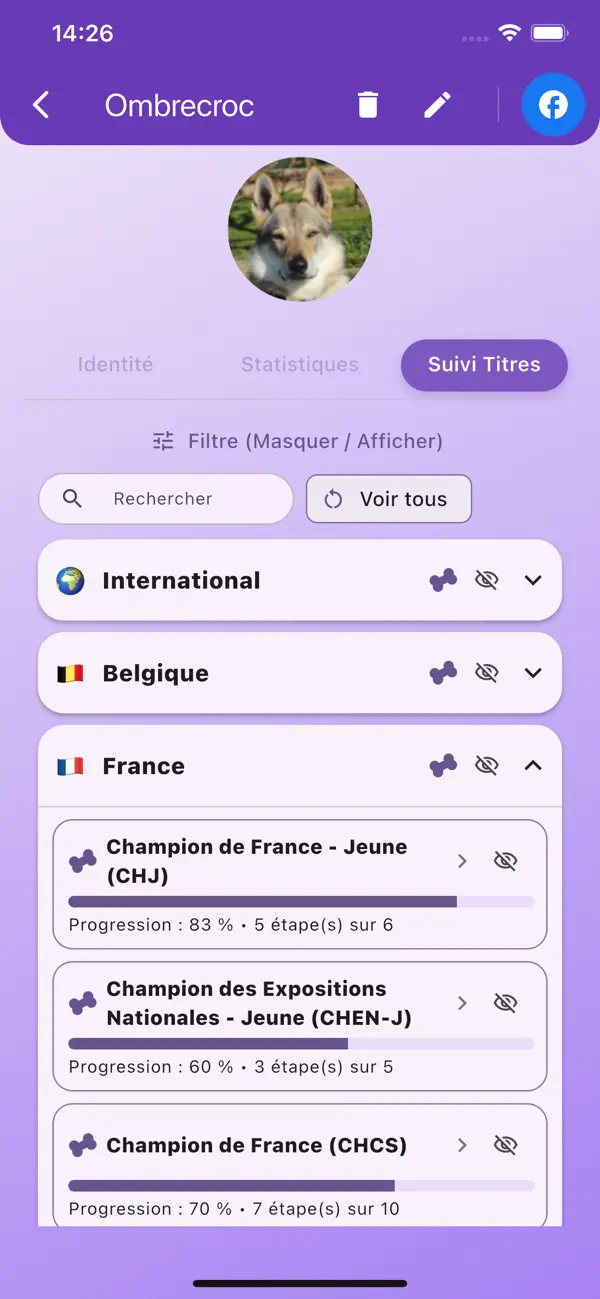 14:26
Ombrecroc
Identité Statistiques Suivi Titres
Filtre (Masquer / Afficher)
Rechercher Voir tous
International
Belgique
France
Champion de France - Jeune
(CHJ)
Progression : 83 % • 5 étape(s) sur 6
Champion des Expositions
Nationales - Jeune (CHEN-J)
Progression : 60 % • 3 étape(s) sur 5
Champion de France (CHCS)
Progression : 70 % • 7 étape(s) sur 10